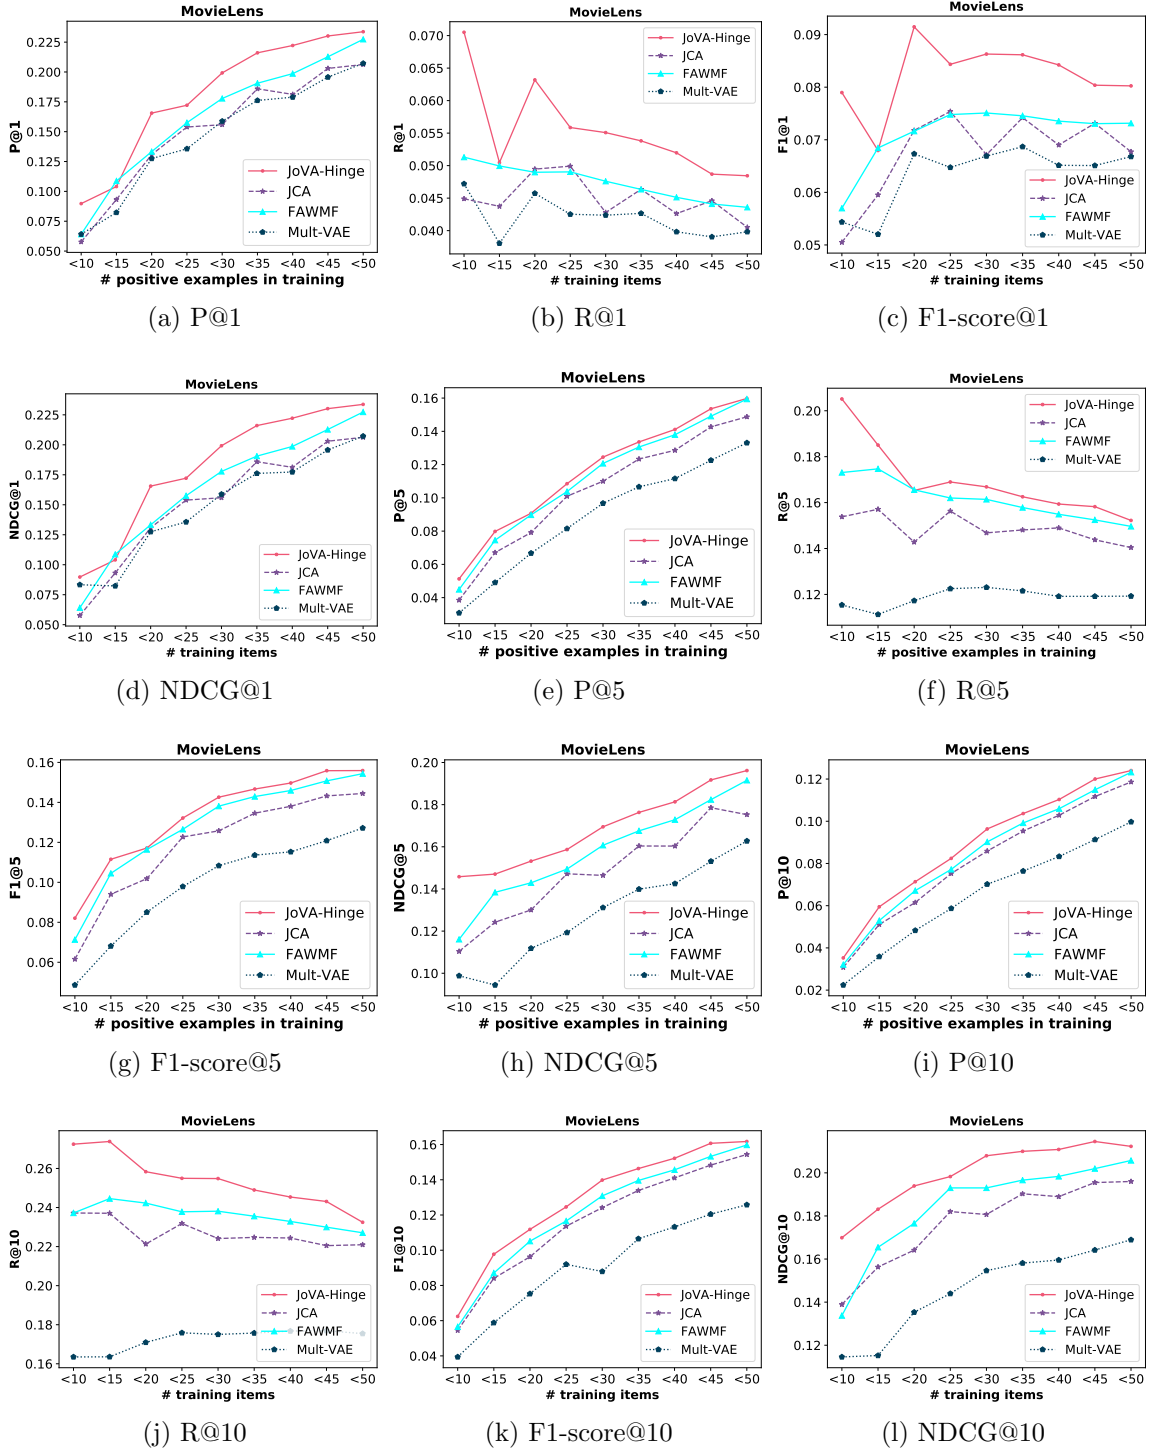 MovieLens
P@1
0.225
0.200
0.175
0.150
0.125
0.100
0.075
0.050
JoVA-Hinge
JCA
FAWMF
Mult-VAE
<10 <15 <20 <25 <30 <35 <40 <45 <50
# positive examples in training
(a) P@1
MovieLens
R@1
0.070
0.065
0.060
0.055
0.050
0.045
0.040
JoVA-Hinge
JCA
FAWMF
Mult-VAE
<10 <15 <20 <25 <30 <35 <40 <45 <50
# training items
(b) R@1
MovieLens
F1@1
0.09
0.08
0.07
0.06
0.05
JoVA-Hinge
JCA
FAWMF
Mult-VAE
<10 <15 <20 <25 <30 <35 <40 <45 <50
# training items
(c) F1-score@1
MovieLens
NDCG@1
0.225
0.200
0.175
0.150
0.125
0.100
0.075
0.050
JoVA-Hinge
JCA
FAWMF
Mult-VAE
<10 <15 <20 <25 <30 <35 <40 <45 <50
# training items
(d) NDCG@1
MovieLens
P@5
0.16
0.14
0.12
0.10
0.08
0.06
0.04
JoVA-Hinge
JCA
FAWMF
Mult-VAE
<10 <15 <20 <25 <30 <35 <40 <45 <50
# positive examples in training
(e) P@5
MovieLens
R@5
0.20
0.18
0.16
0.14
0.12
JoVA-Hinge
JCA
FAWMF
Mult-VAE
<10 <15 <20 <25 <30 <35 <40 <45 <50
# positive examples in training
(f) R@5
MovieLens
F1@5
0.16
0.14
0.12
0.10
0.08
0.06
JoVA-Hinge
JCA
FAWMF
Mult-VAE
<10 <15 <20 <25 <30 <35 <40 <45 <50
# positive examples in training
(g) F1-score@5
MovieLens
NDCG@5
0.20
0.18
0.16
0.14
0.12
0.10
JoVA-Hinge
JCA
FAWMF
Mult-VAE
<10 <15 <20 <25 <30 <35 <40 <45 <50
# positive examples in training
(h) NDCG@5
MovieLens
P@10
0.12
0.10
0.08
0.06
0.04
0.02
JoVA-Hinge
JCA
FAWMF
Mult-VAE
<10 <15 <20 <25 <30 <35 <40 <45 <50
# positive examples in training
(i) P@10
MovieLens
R@10
0.26
0.24
0.22
0.20
0.18
0.16
JoVA-Hinge
JCA
FAWMF
Mult-VAE
<10 <15 <20 <25 <30 <35 <40 <45 <50
# training items
(j) R@10
MovieLens
F1@10
0.16
0.14
0.12
0.10
0.08
0.06
0.04
JoVA-Hinge
JCA
FAWMF
Mult-VAE
<10 <15 <20 <25 <30 <35 <40 <45 <50
# training items
(k) F1-score@10
MovieLens
NDCG@10
0.20
0.18
0.16
0.14
0.12
JoVA-Hinge
JCA
FAWMF
Mult-VAE
<10 <15 <20 <25 <30 <35 <40 <45 <50
# training items
(l) NDCG@10